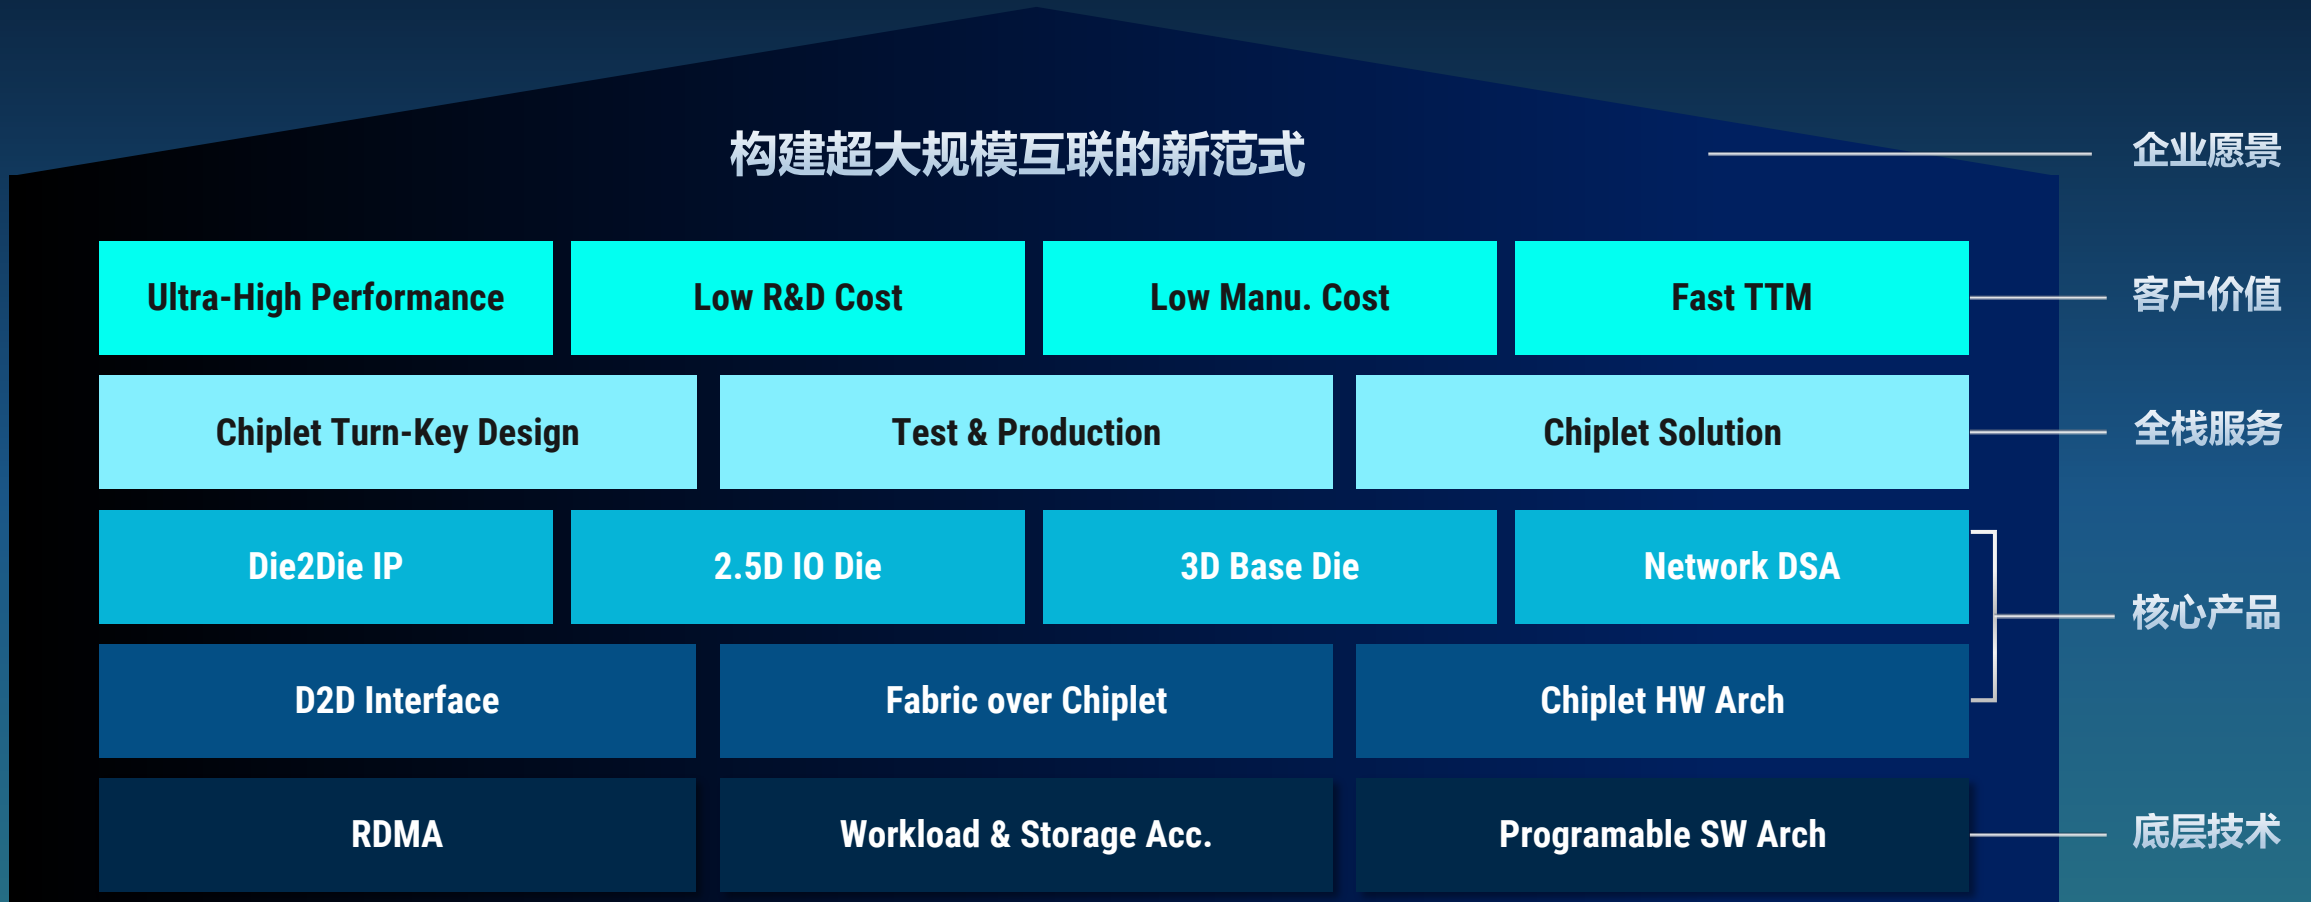 构建超大规模互联的新范式
企业愿景
Ultra-High Performance
Low R&D Cost
Low Manu. Cost
Fast TTM
客户价值
Chiplet Turn-Key Design
Test & Production
Chiplet Solution
全栈服务
Die2Die IP
2.5D IO Die
3D Base Die
Network DSA
核心产品
D2D Interface
Fabric over Chiplet
Chiplet HW Arch
RDMA
Workload & Storage Acc.
Programable SW Arch
底层技术